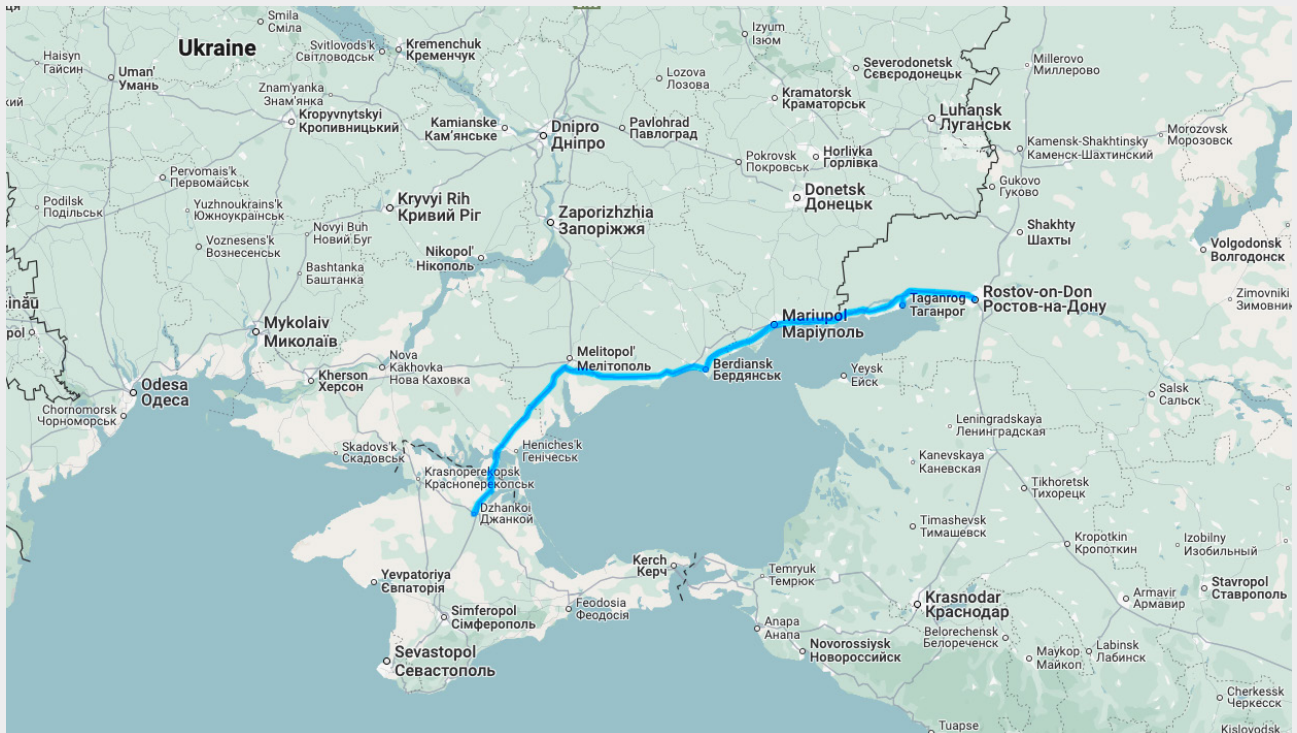 Smila
Сміла
Ukraine
Svitlovods'k
Світловодськ
Kremenchuk
Кременчук
Izyum
Ізюм
Haisyn
Гайсин
Uman'
Умань
Znam'yanka
Знам'янка
Lozova
Лозова
Severodonetsk
Сєвєродонецьк
Millerovo
Миллерово
Kropyvnytskyi
Кропивницький
Kamianske
Кам'янське
Dnipro
Дніпро
Pavlohrad
Павлоград
Kramatorsk
Краматорськ
Luhansk
Луганськ
Kamensk-Shakhtinsky
Каменск-Шахтинский
Morozovsk
Морозовск
Pervomais'k
Первомайськ
Pokrovsk
Покровськ
Horlivka
Горлівка
Gukovo
Гуково
Podilsk
Подільськ
Yuzhnoukrains'k
Южноукраїнськ
Kryvyi Rih
Кривий Ріг
Zaporizhzhia
Запоріжжя
Donetsk
Донецьк
Shakhty
Шахты
Voznesens'k
Вознесенськ
Novyi Buh
Новий Буг
Nikopol'
Нікополь
Volgodonsk
Волгодонск
Bashtanka
Баштанка
Taganrog
Таганрог
Rostov-on-Don
Ростов-на-Дону
Zimovniki
Зимовник
Mykolaiv
Миколаїв
Mariupol
Маріуполь
Nova
Kakhovka
Нова Каховка
Melitopol'
Мелітополь
Berdiansk
Бердянськ
Yeysk
Ейск
Kherson
Херсон
Odesa
Одеса
Salsk
Сальск
Chornomorsk
Чорноморськ
Leningradskaya
Ленинградская
Skadovs'k
Скадовськ
Heniches'k
Генічеськ
Kanevskaya
Каневская
Krasnoperekopsk
Красноперекопськ
Tikhoretsk
Тихорецк
Dzhankoi
Джанкой
Timashevsk
Тимашевск
Kropotkin
Кропоткин
Izobilny
Изобильный
Kerch
Керч
Yevpatoriya
Євпаторія
Temryuk
Темрюк
Stavropol
Ставрополь
Simferopol
Сімферополь
Feodosia
Феодосія
Krasnodar
Краснодар
Armavir
Армавир
Anapa
Анапа
Belorechensk
Белореченск
Sevastopol
Севастополь
Novorossiysk
Новороссийск
Maykop
Майкоп
Labinsk
Лабинск
Cherkessk
Черкесск
Tuapse
Kislovodsk